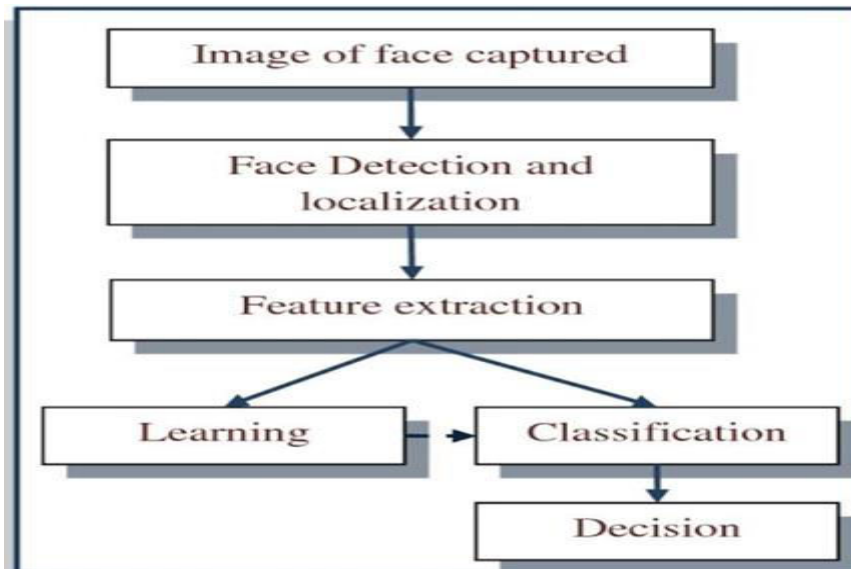 Image of face captured
Face Detection and
localization
Feature extraction
Learning
Classification
Decision